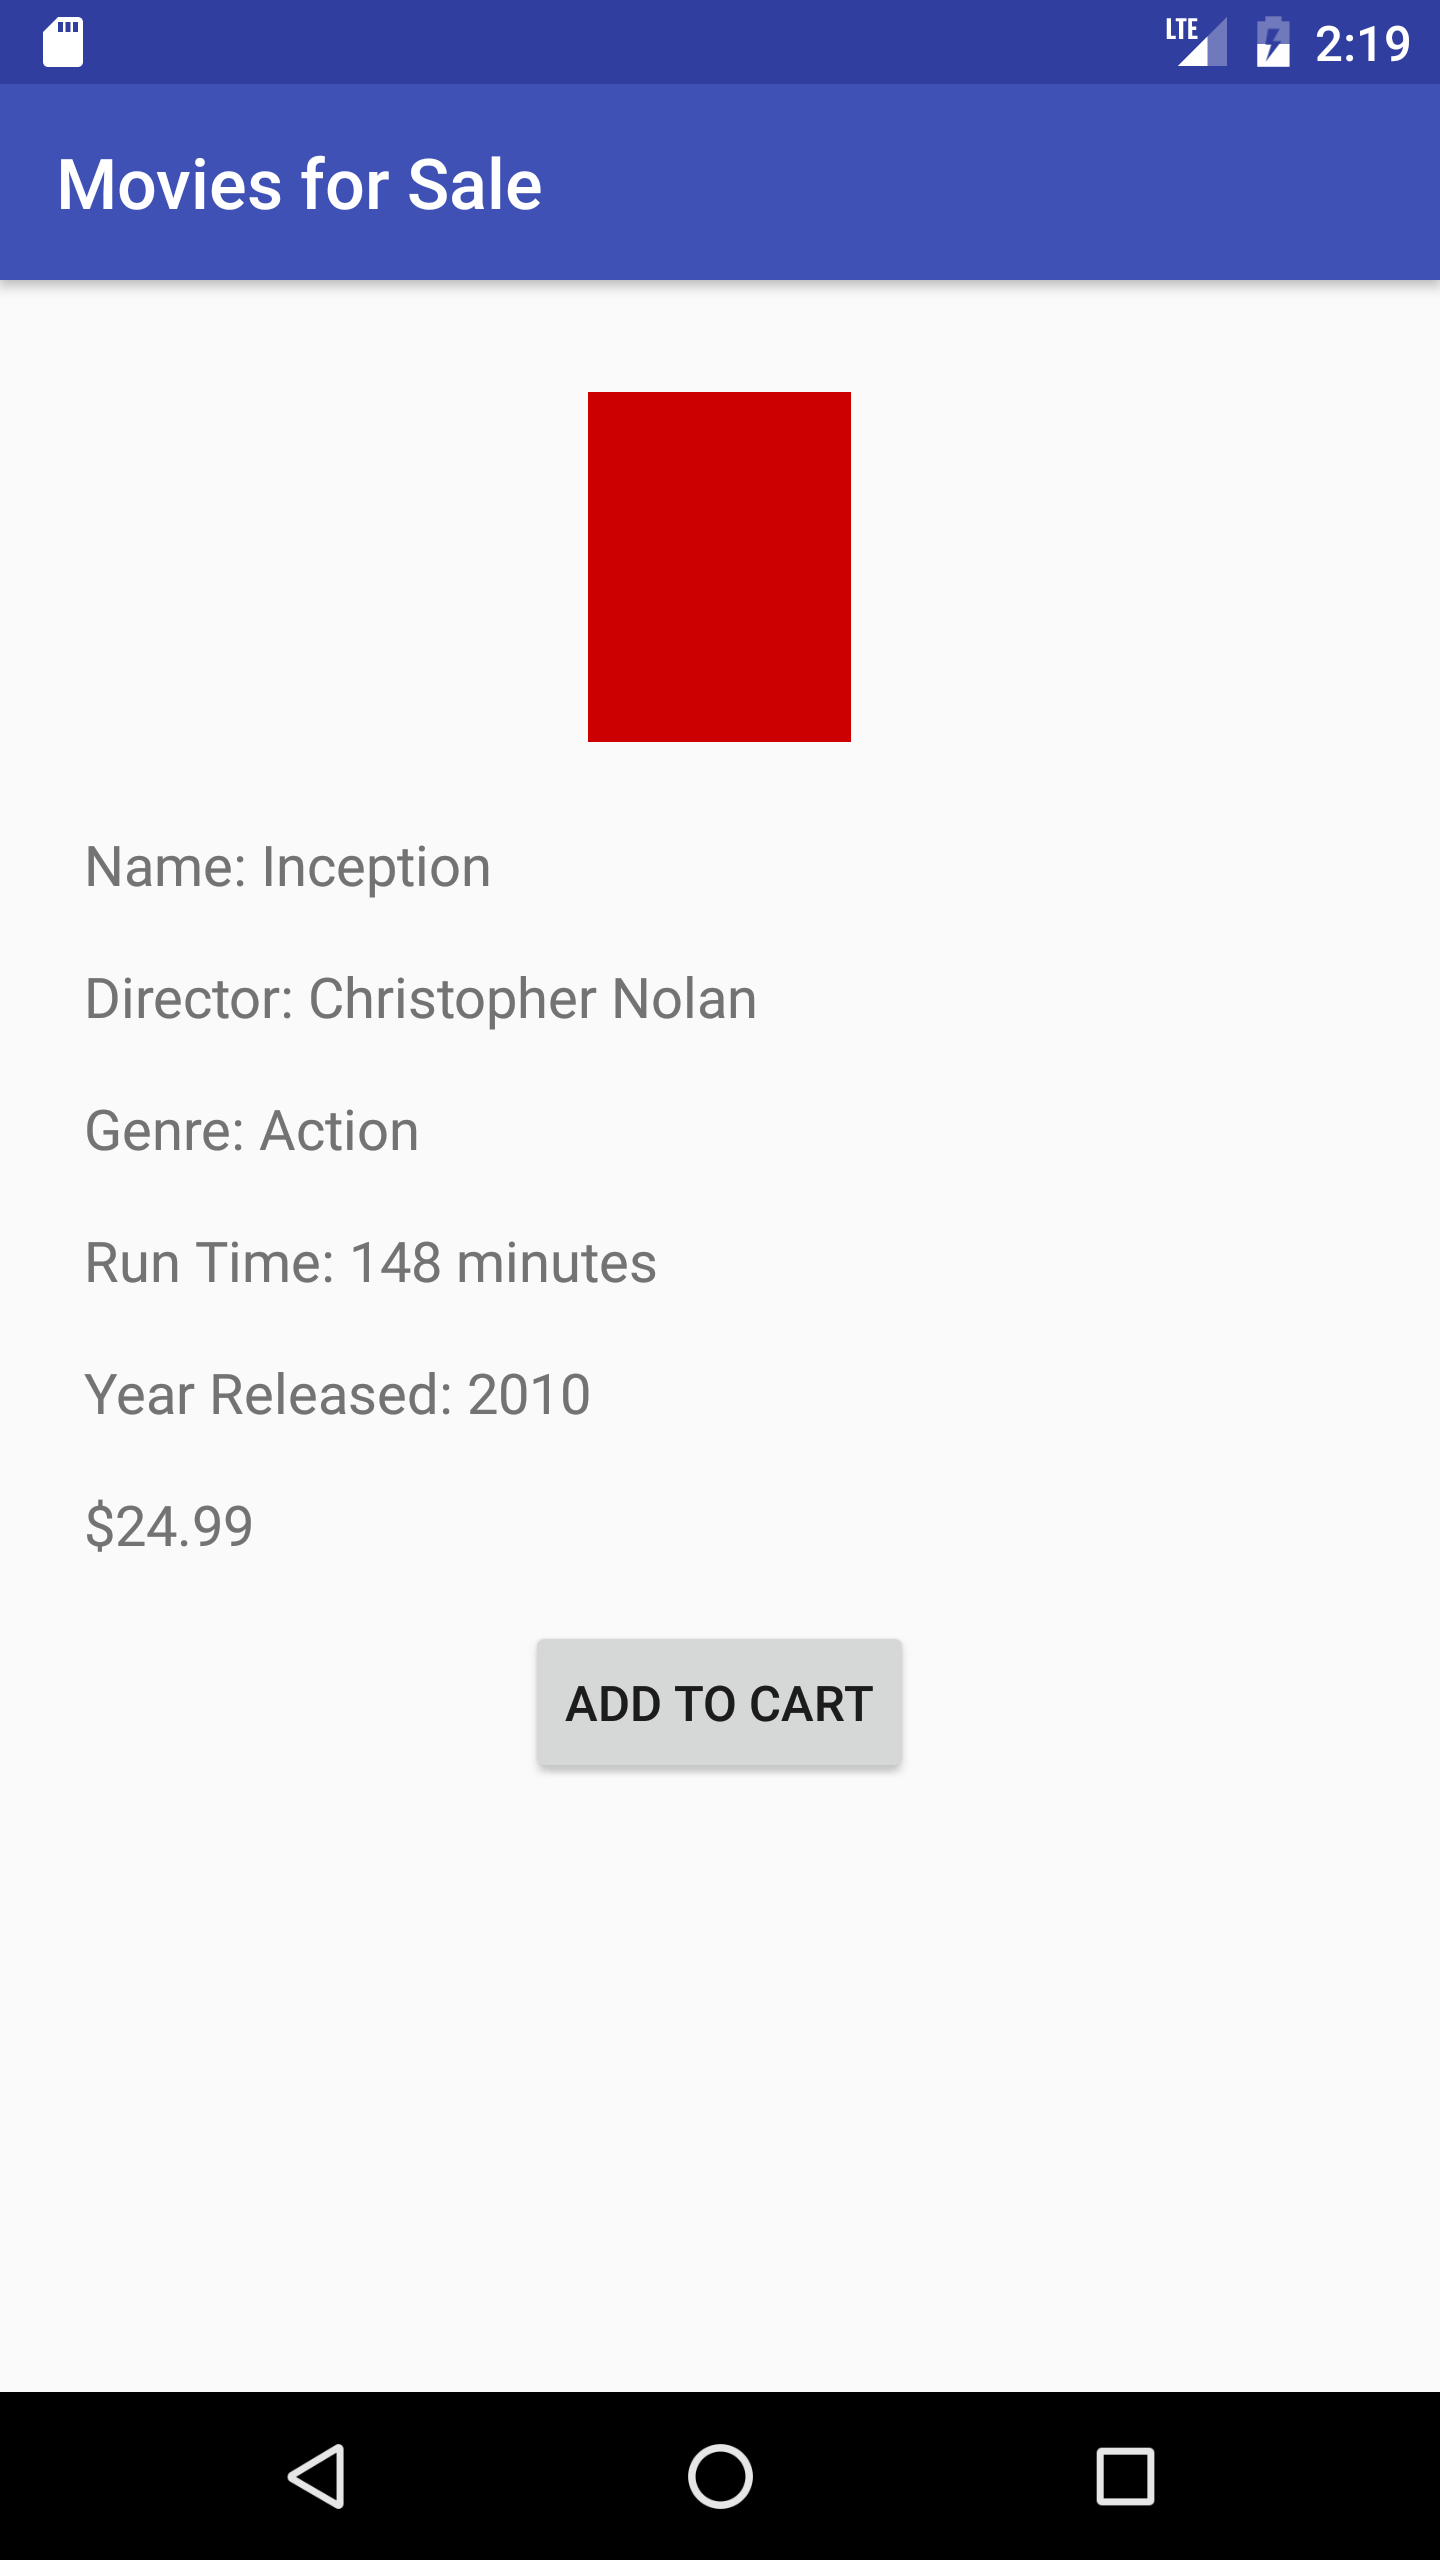 LTE 2:19
Movies for Sale
Name: Inception
Director: Christopher Nolan
Genre: Action
Run Time: 148 minutes
Year Released: 2010
$24.99
ADD TO CART